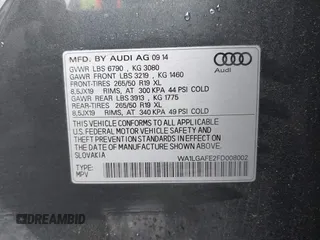 MFD. BY AUDI AG 09 14
GVWR LBS 6790 , KG 3080
GAWR FRONT LBS 3219 , KG 1460
FRONT-TIRES: 265/50 R19 XL
8,5JX19 RIMS, AT 300 KPA 44 PSI COLD
GAWR REAR LBS 3913 , KG 1775
REAR-TIRES: 265/50 R19 XL
8,5JX19 RIMS, AT 340 KPA 49 PSI COLD
Audi
THIS VEHICLE CONFORMS TO ALL APPLICABLE
U.S. FEDERAL MOTOR VEHICLE SAFETY AND
THEFT PREVENTION STANDARDS IN EFFECT ON THE
DATE OF MANUFACTURE SHOWN ABOVE.
SLOVAKIA
WA1LGAFE2FD008002
TYPE:
MPV
DREAMBID